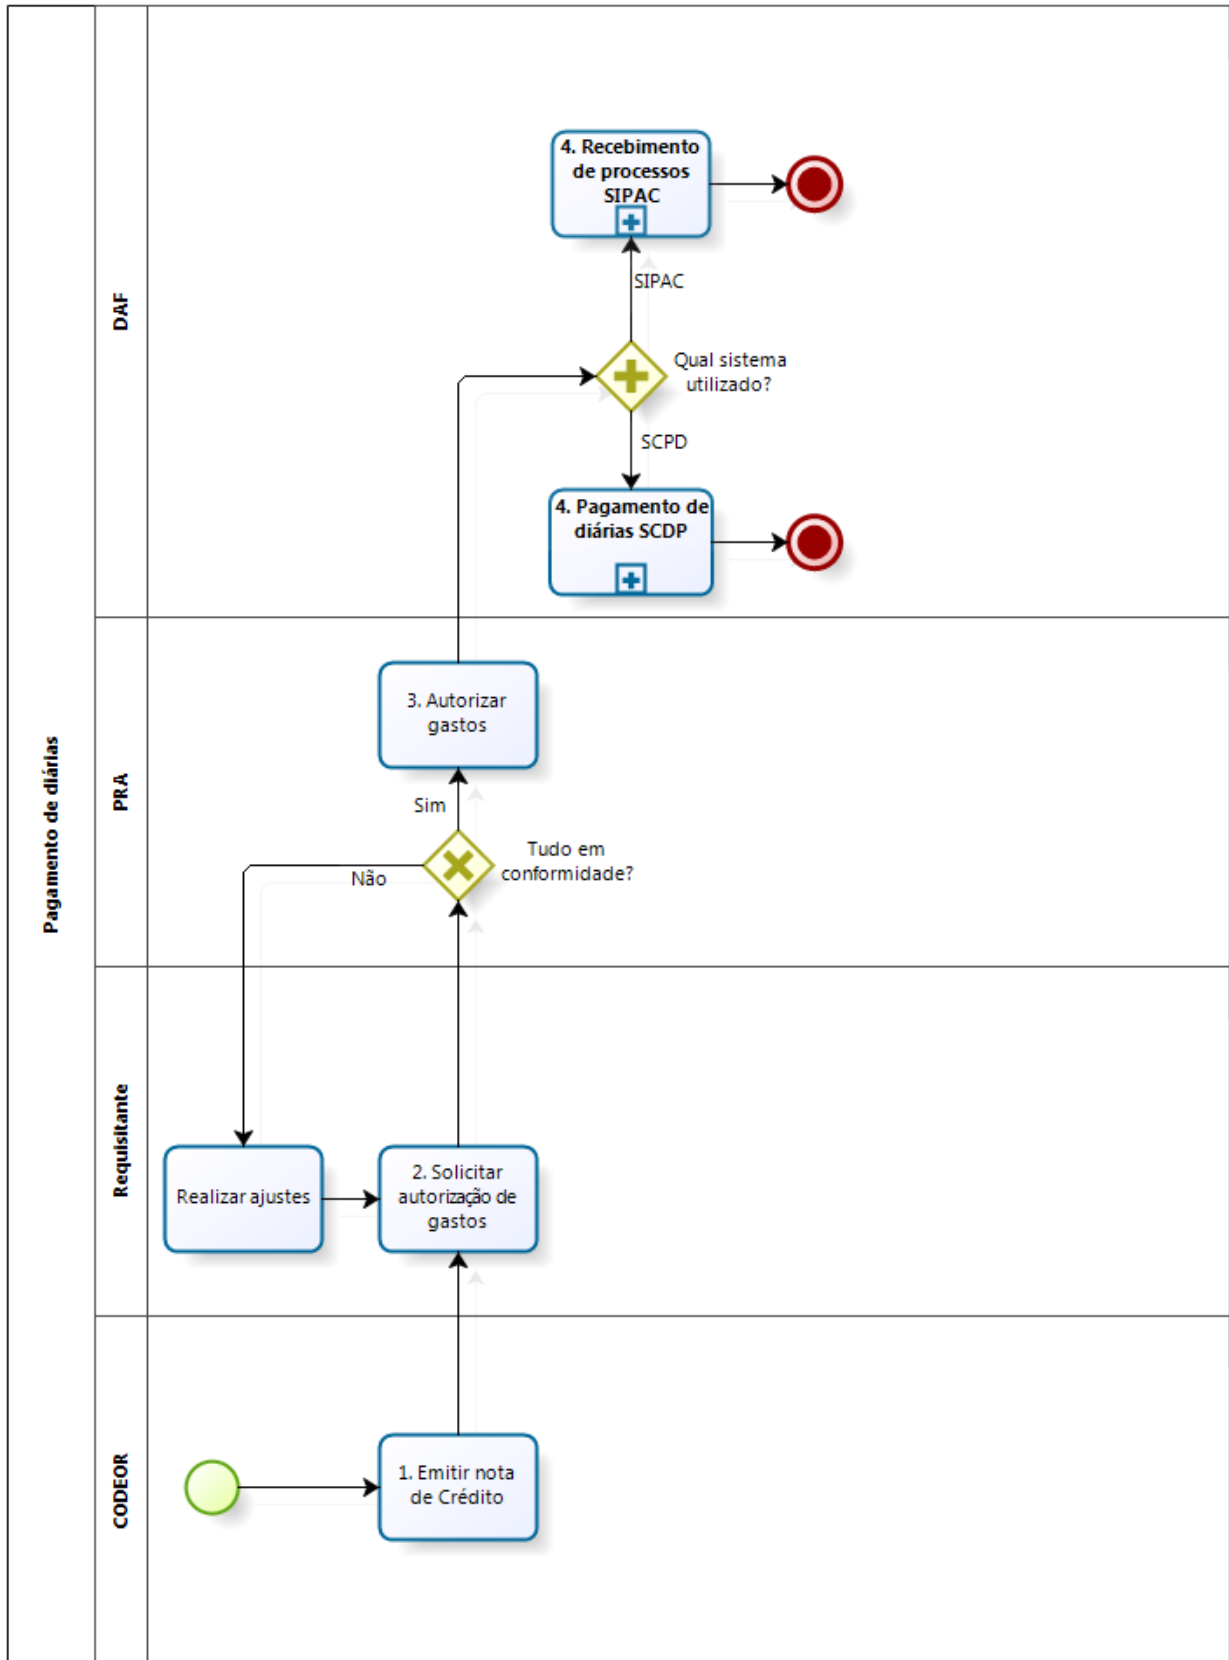 Pagamento de diárias
DAF
4. Recebimento
de processos
SIPAC
SIPAC
Qual sistema
utilizado?
SCPD
4. Pagamento de
diárias SCDP
PRA
3. Autorizar
gastos
Sim
Tudo em
conformidade?
Não
Requisitante
Realizar ajustes
2. Solicitar
autorização de
gastos
CODEOR
1. Emitir nota
de Crédito